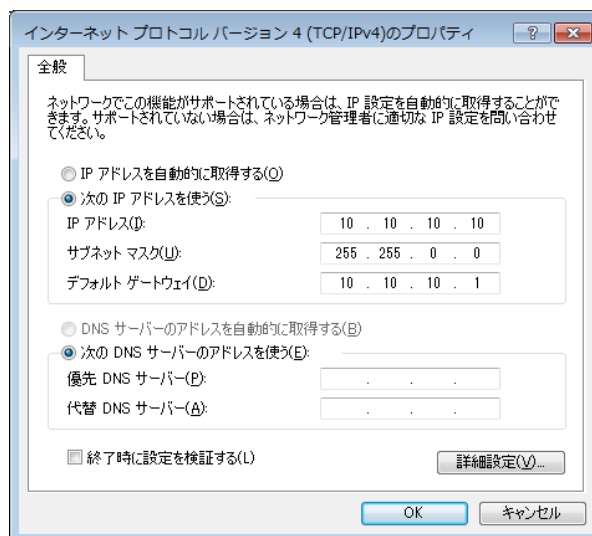 インターネット プロトコル バージョン 4 (TCP/IPv4)のプロパティ
全般
ネットワークでこの機能がサポートされている場合は、IP 設定を自動的に取得することがで
きます。サポートされていない場合は、ネットワーク管理者に適切な IP 設定を問い合わせ
てください。
IP アドレスを自動的に取得する(O)
次の IP アドレスを使う(S):
IP アドレス(I): 10 . 10 . 10 . 10
サブネット マスク(U): 255 . 255 . 0 . 0
デフォルト ゲートウェイ(D): 10 . 10 . 10 . 1
DNS サーバーのアドレスを自動的に取得する(B)
次の DNS サーバーのアドレスを使う(E):
優先 DNS サーバー(P): . . .
代替 DNS サーバー(A): . . .
終了時に設定を検証する(L)
詳細設定(V)...
OK キャンセル